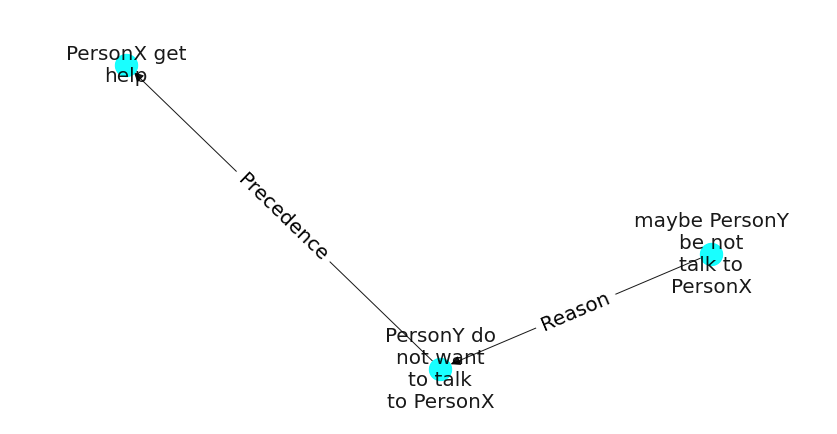 PersonX get
help
Precedence
maybe PersonY
be not
talk to
PersonX
Reason
PersonY do
not want
to talk
to PersonX